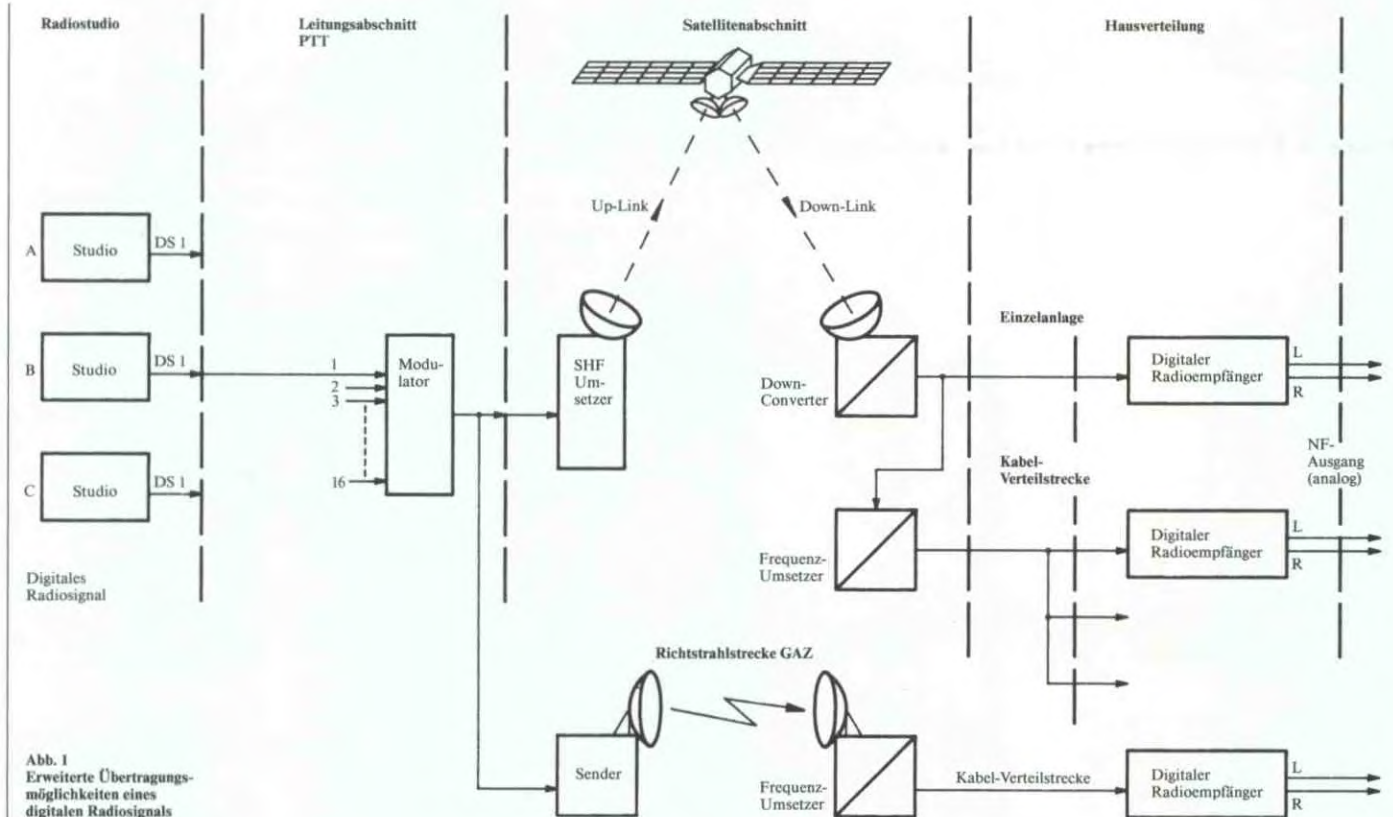 Radiostudio
Leitungsabschnitt
PTT
Satellitenabschnitt
Hausverteilung
Up-Link
Down-Link
A
Studio
DS 1
B
Studio
DS 1
C
Studio
DS 1
Digitales
Radiosignal
1
2
3
16
Modu-
lator
SHF
Um-
setzer
Down-
Converter
Einzelanlage
Digitaler
Radioempfänger
L
R
Kabel-
Verteilstrecke
NF-
Ausgang
(analog)
Frequenz-
Umsetzer
Digitaler
Radioempfänger
L
R
Richtstrahlstrecke GAZ
Sender
Frequenz-
Umsetzer
Kabel-Verteilstrecke
Digitaler
Radioempfänger
L
R
Abb. 1
Erweiterte Übertragungs-
möglichkeiten eines
digitalen Radiosignals